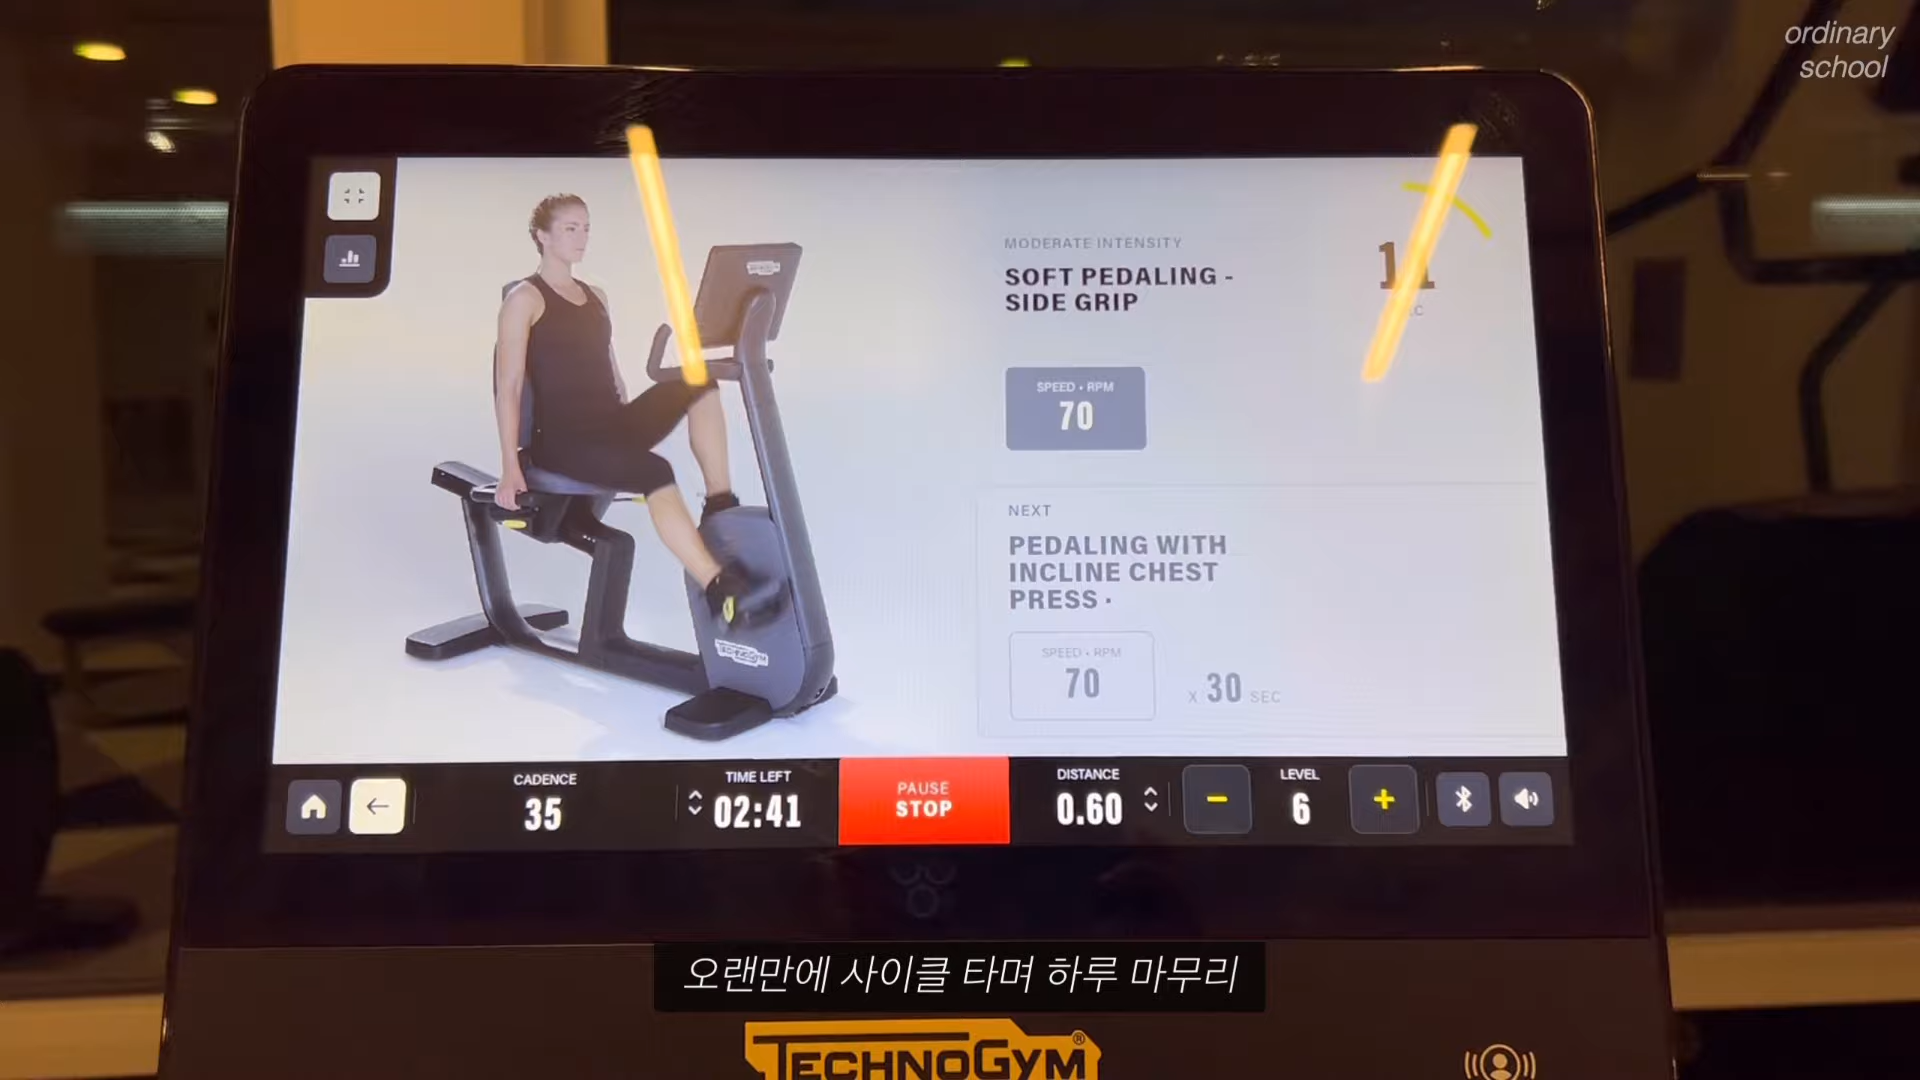 ordinary
school
MODERATE INTENSITY
SOFT PEDALING -
SIDE GRIP
11
SPEED • RPM
70
NEXT
PEDALING WITH
INCLINE CHEST
PRESS ·
SPEED • RPM
70
X 30 SEC
TECHNOGYM
CADENCE
35
TIME LEFT
02:41
PAUSE
STOP
DISTANCE
0.60
LEVEL
6
오랜만에 사이클 타며 하루 마무리
TECHNOGYM®